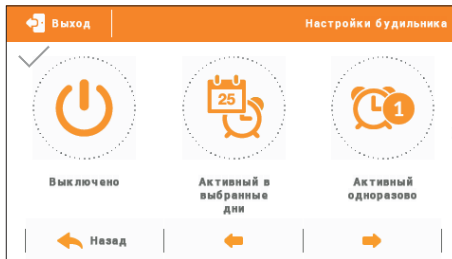 Выход
Настройки будильника
25
1
Выключено
Активный в
выбранные
дни
Активный
одноразово
Назад